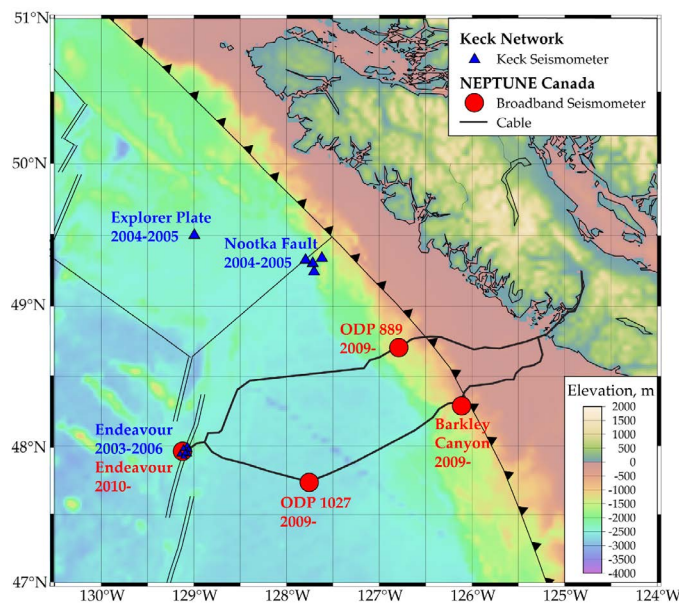 51°N
50°N
49°N
48°N
47°N
130°W
129°W
128°W
127°W
126°W
125°W
124°W
Keck Network
Keck Seismometer
NEPTUNE Canada
Broadband Seismometer
Cable
Explorer Plate
2004-2005
Nootka Fault
2004-2005
ODP 889
2009-
Endeavour
2003-2006
Endeavour
2010-
Barkley
Canyon
2009-
ODP 1027
2009-
Elevation, m
2000
1500
1000
500
0
-500
-1000
-1500
-2000
-2500
-3000
-3500
-4000